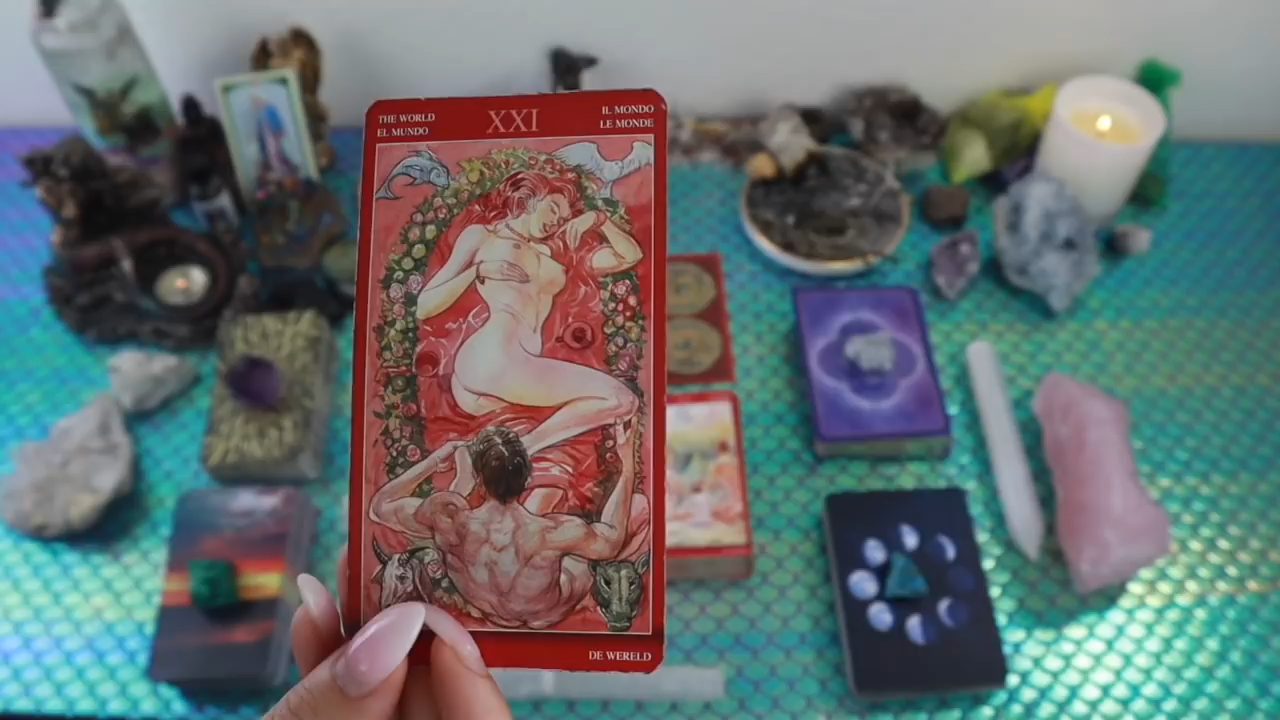 THE WORLD
EL MUNDO
XXI
IL MONDO
LE MONDE
DE WERELD